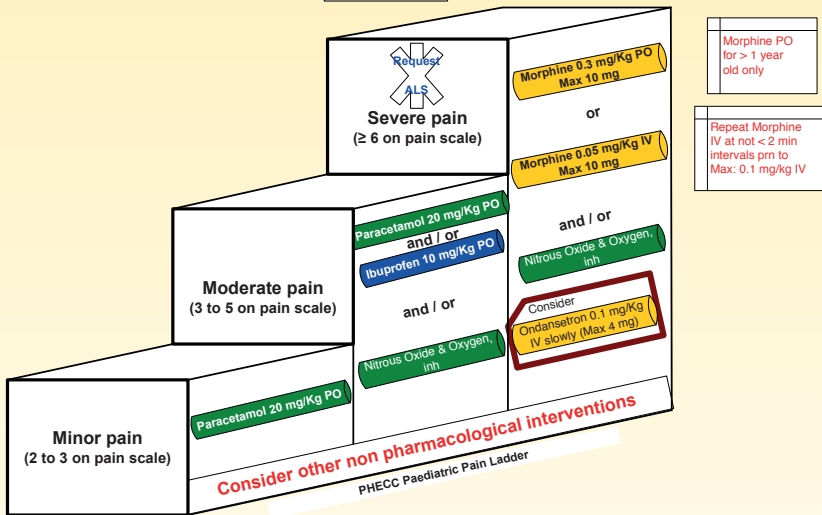 Request
ALS
Severe pain
(≥ 6 on pain scale)
Morphine 0.3 mg/Kg PO
Max 10 mg
or
Morphine 0.05 mg/Kg IV
Max 10 mg
and / or
Nitrous Oxide & Oxygen,
inh
Consider
Ondansetron 0.1 mg/Kg
IV slowly (Max 4 mg)
Morphine PO
for > 1 year
old only
Repeat Morphine
IV at not < 2 min
intervals prn to
Max: 0.1 mg/kg IV
Moderate pain
(3 to 5 on pain scale)
Paracetamol 20 mg/Kg PO
and / or
Ibuprofen 10 mg/Kg PO
and / or
Nitrous Oxide & Oxygen,
inh
Minor pain
(2 to 3 on pain scale)
Paracetamol 20 mg/Kg PO
Consider other non pharmacological interventions
PHECC Paediatric Pain Ladder